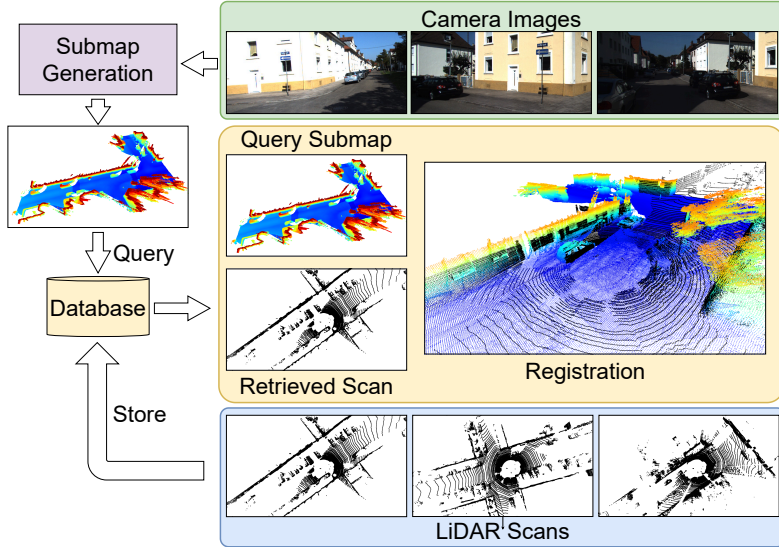 Camera Images
Submap
Generation
Query Submap
Query
Database
Retrieved Scan
Registration
Store
LiDAR Scans